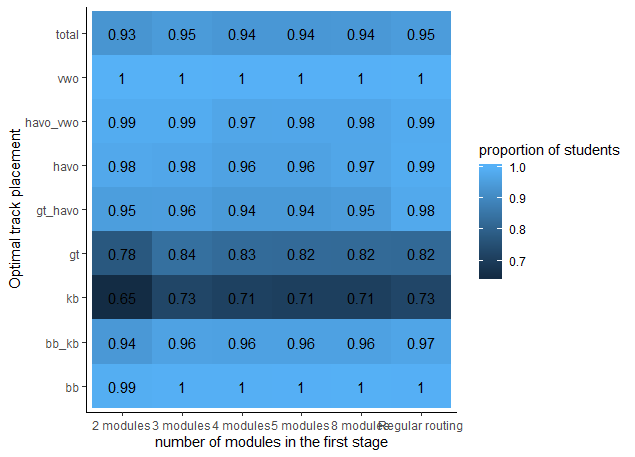 Optimal track placement
total 0.93 0.95 0.94 0.94 0.94 0.95
vwo 1 1 1 1 1 1
havo_vwo 0.99 0.99 0.97 0.98 0.98 0.99
havo 0.98 0.98 0.96 0.96 0.97 0.99
gt_havo 0.95 0.96 0.94 0.94 0.95 0.98
gt 0.78 0.84 0.83 0.82 0.82 0.82
kb 0.65 0.73 0.71 0.71 0.71 0.73
bb_kb 0.94 0.96 0.96 0.96 0.96 0.97
bb 0.99 1 1 1 1 1
2 modules 3 modules 4 modules 5 modules 8 modules Regular routing
number of modules in the first stage
proportion of students
1.0
0.9
0.8
0.7